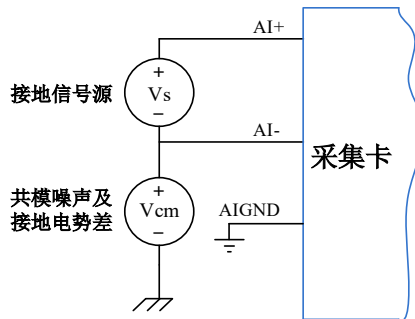 AI+
+
接地信号源
Vs
−
AI-
采集卡
+
共模噪声及
接地电势差
Vcm
AIGND
−